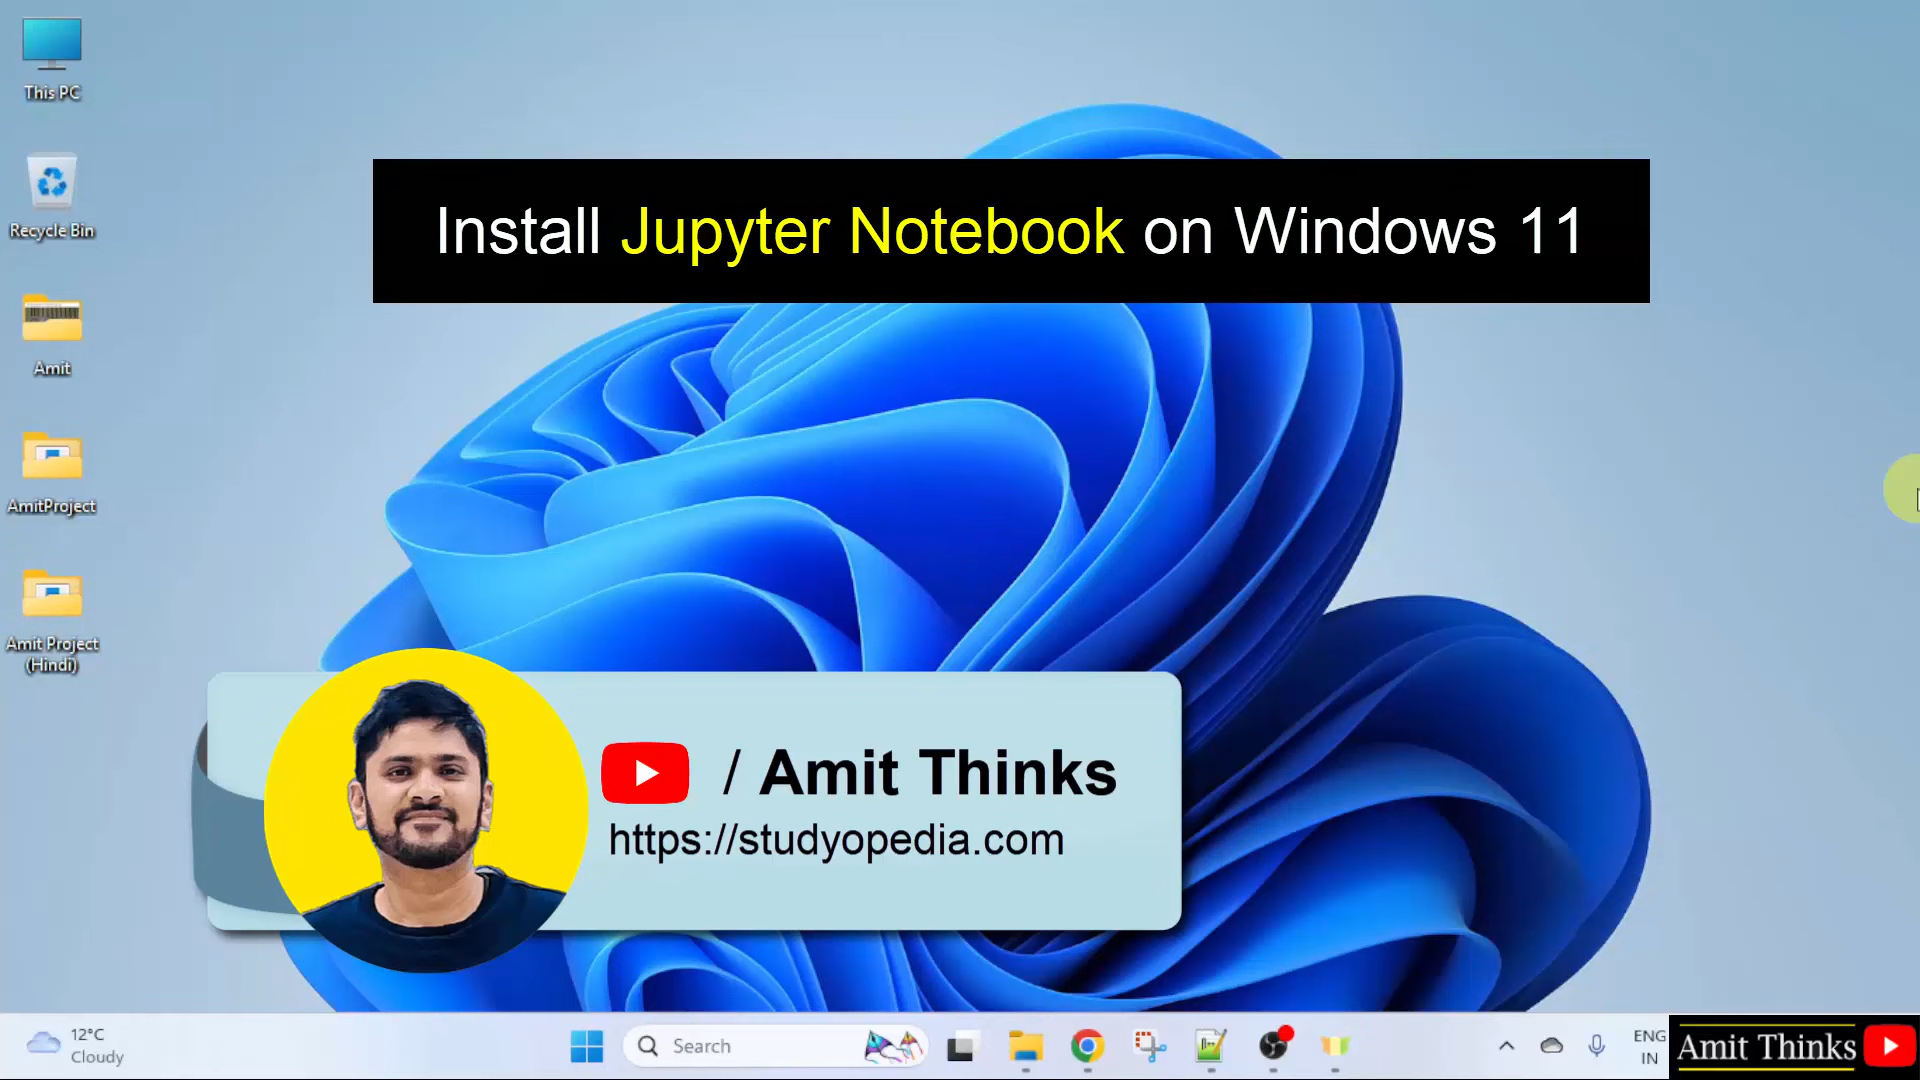 This PC
Recycle Bin
Amit
AmitProject
Amit Project
(Hindi)
Install Jupyter Notebook on Windows 11
/ Amit Thinks
https://studyopedia.com
12°C
Cloudy
Search
ENG
IN
Amit Thinks